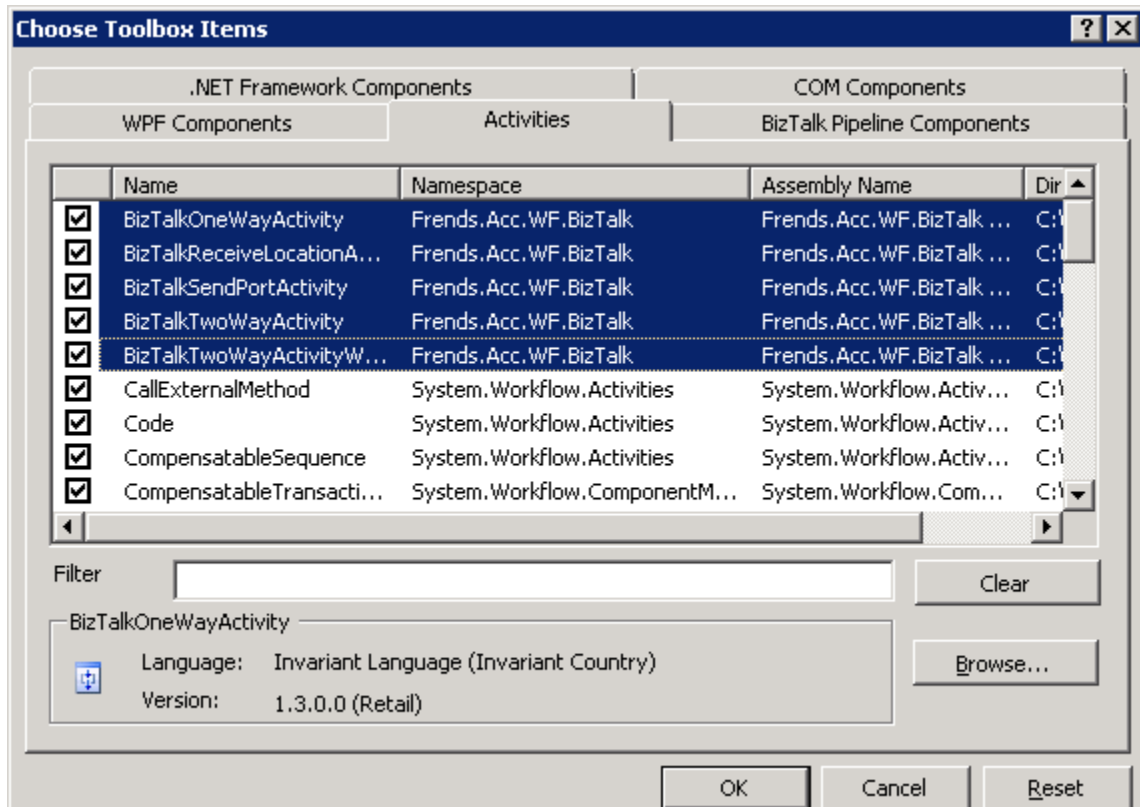 Choose Toolbox Items
.NET Framework Components COM Components
WPF Components Activities BizTalk Pipeline Components
Name Namespace Assembly Name Dir
BizTalkOneWayActivity Frends.Acc.WF.BizTalk Frends.Acc.WF.BizTalk ... C:\
BizTalkReceiveLocationA... Frends.Acc.WF.BizTalk Frends.Acc.WF.BizTalk ... C:\
BizTalkSendPortActivity Frends.Acc.WF.BizTalk Frends.Acc.WF.BizTalk ... C:\
BizTalkTwoWayActivity Frends.Acc.WF.BizTalk Frends.Acc.WF.BizTalk ... C:\
BizTalkTwoWayActivityW... Frends.Acc.WF.BizTalk Frends.Acc.WF.BizTalk ... C:\
CallExternalMethod System.Workflow.Activities System.Workflow.Activ... C:\
Code System.Workflow.Activities System.Workflow.Activ... C:\
CompensatableSequence System.Workflow.Activities System.Workflow.Activ... C:\
CompensatableTransacti... System.Workflow.ComponentM... System.Workflow.Com... C:\
Filter Clear
BizTalkOneWayActivity
Language: Invariant Language (Invariant Country) Browse...
Version: 1.3.0.0 (Retail)
OK Cancel Reset